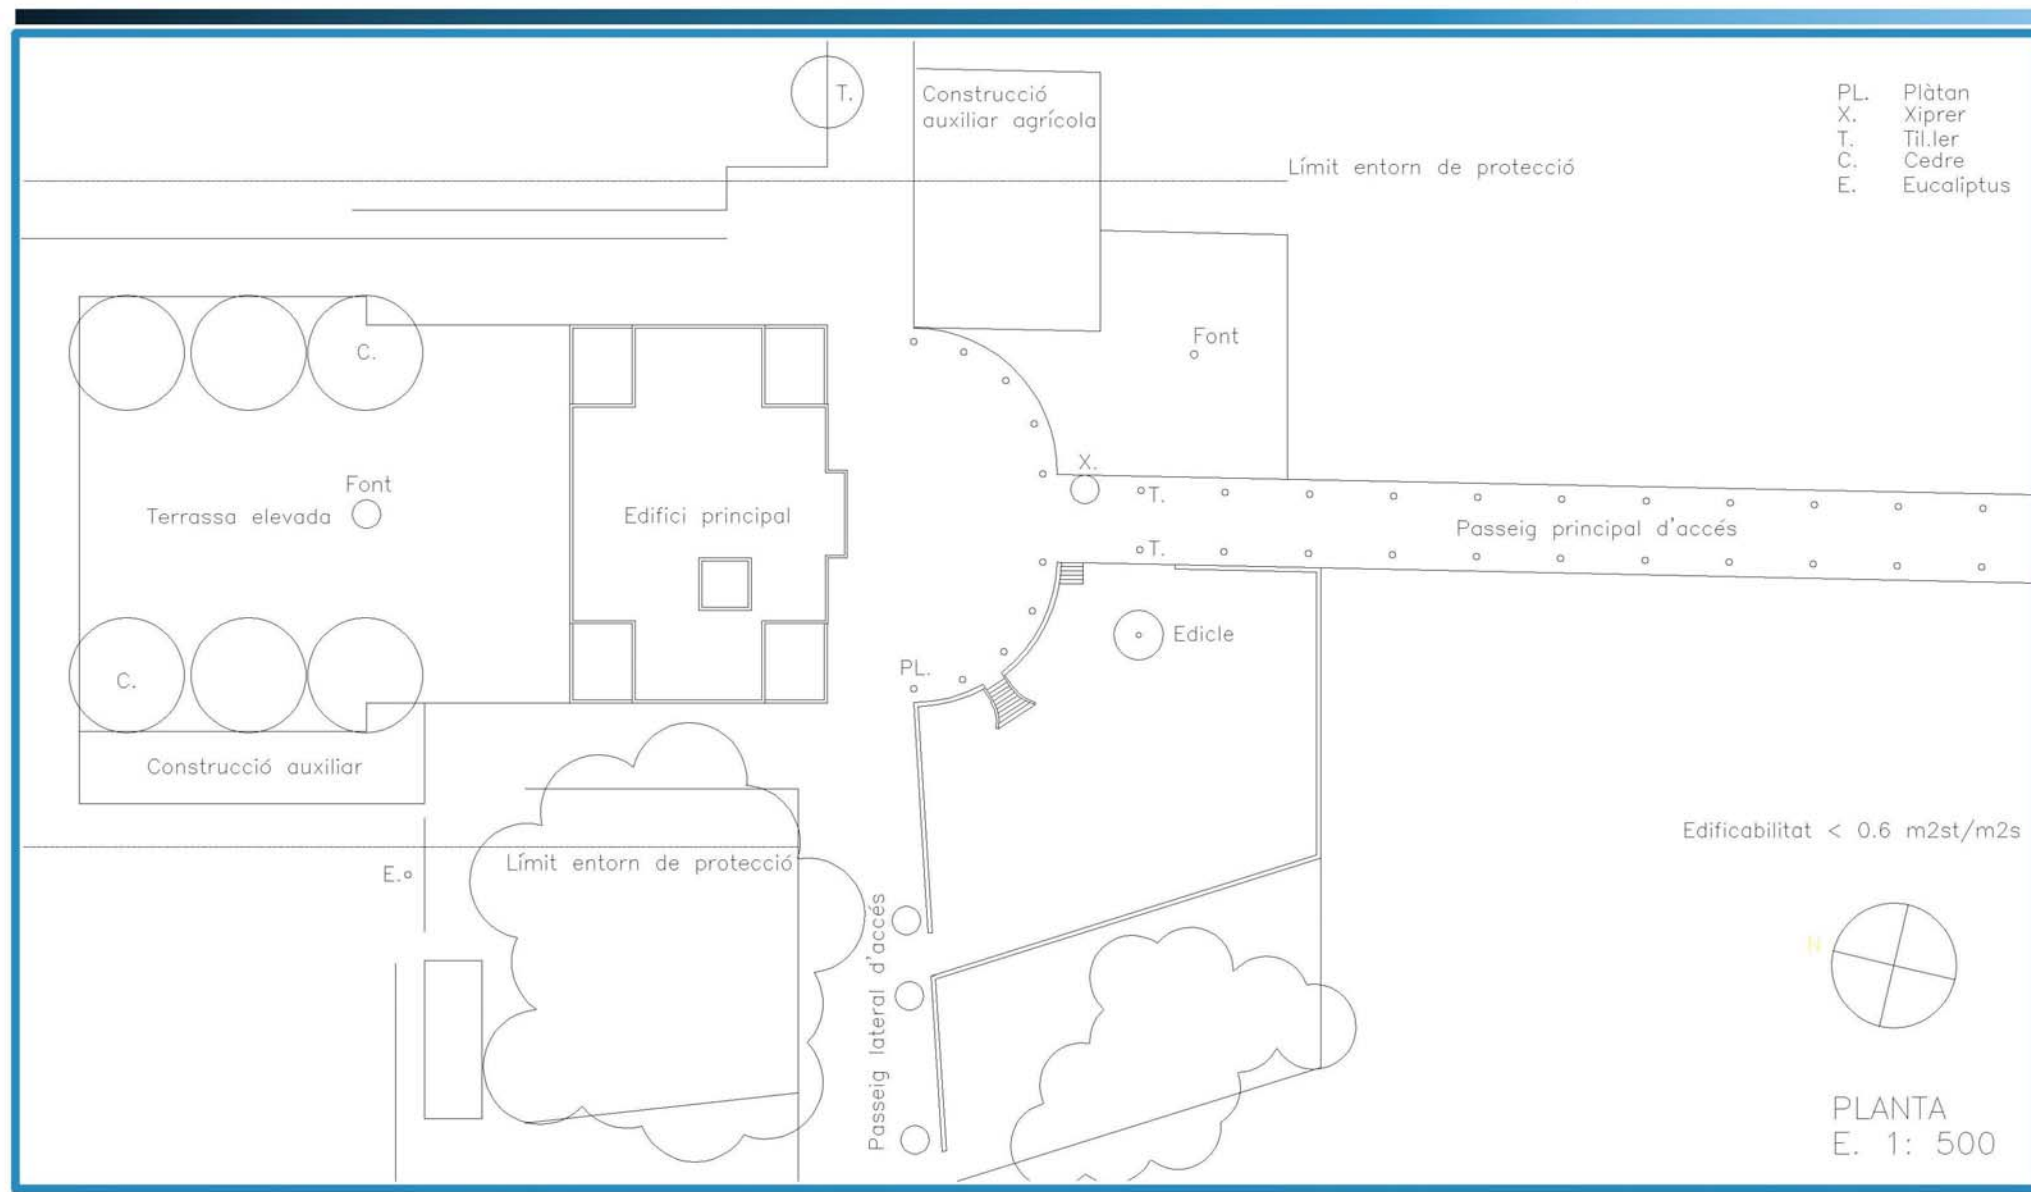 T.
Construcció
auxiliar agrícola
PL. Plàtan
X. Xiprer
T. Til.ler
C. Cedre
E. Eucaliptus
Límit entorn de protecció
Font
C.
X.
T.
Font
Terrassa elevada
Edifici principal
Passeig principal d'accés
T.
Edicle
PL.
C.
Construcció auxiliar
Edificabilitat < 0.6 m2st/m2s
Límit entorn de protecció
E.
Passeig lateral d'accés
N
PLANTA
E. 1: 500